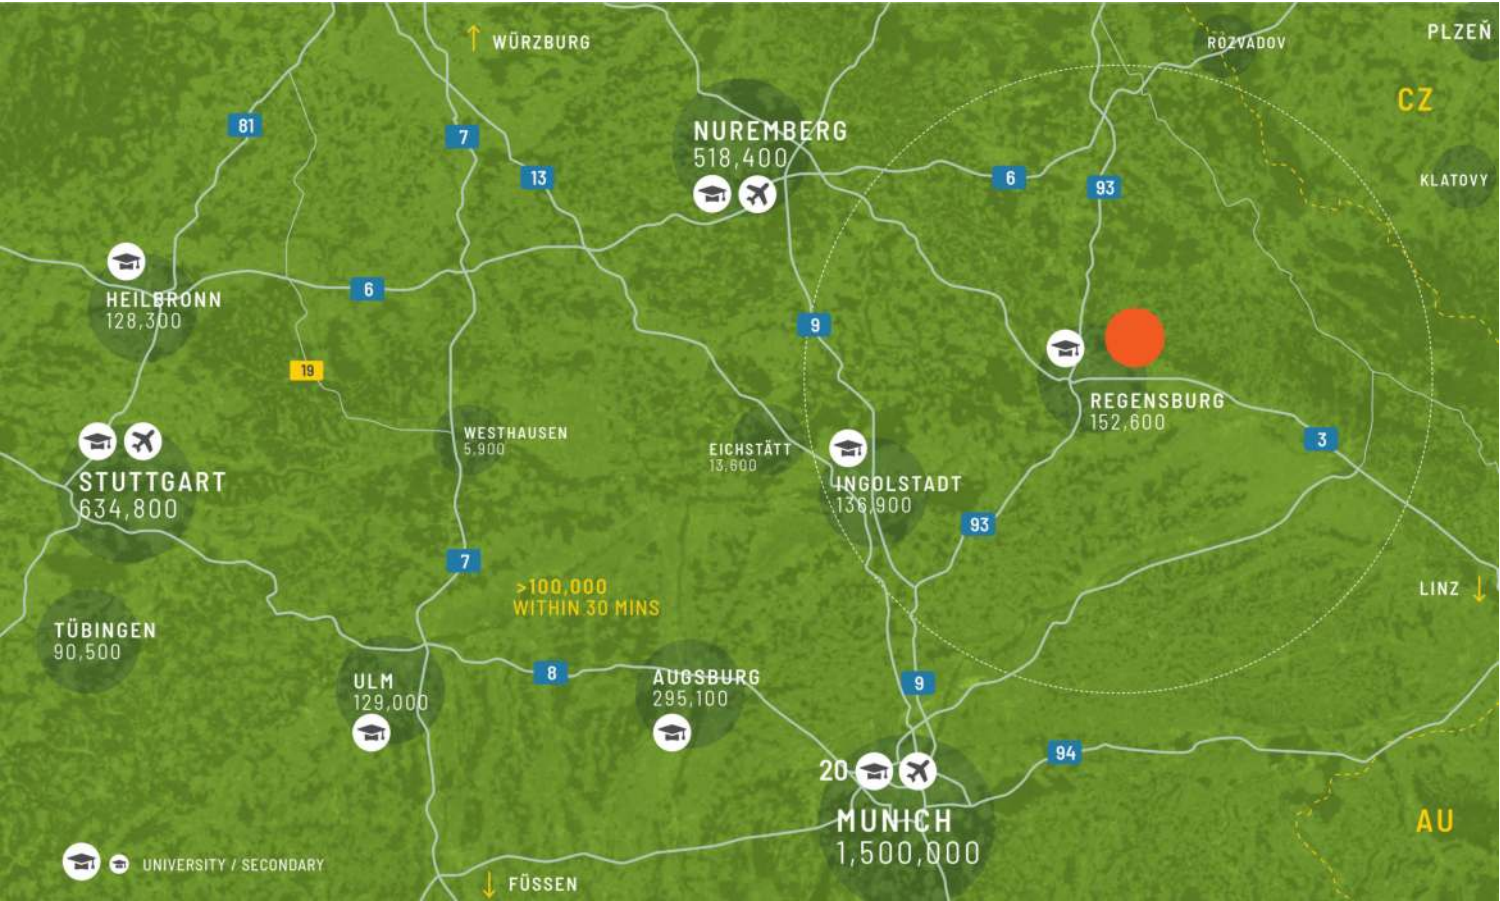 WÜRZBURG
ROZVADOV
PLZEŇ
CZ
81
7
NUREMBERG
518,400
13
6
93
KLATOVY
HEILBRONN
128,300
6
9
19
REGENSBURG
152,600
WESTHAUSEN
5,900
EICHSTÄTT
13,600
3
STUTTGART
634,800
INGOLSTADT
136,900
93
7
>100,000
WITHIN 30 MINS
LINZ
TÜBINGEN
90,500
8
ULM
129,000
AUGSBURG
295,100
9
94
20
MUNICH
1,500,000
AU
UNIVERSITY / SECONDARY
FÜSSEN